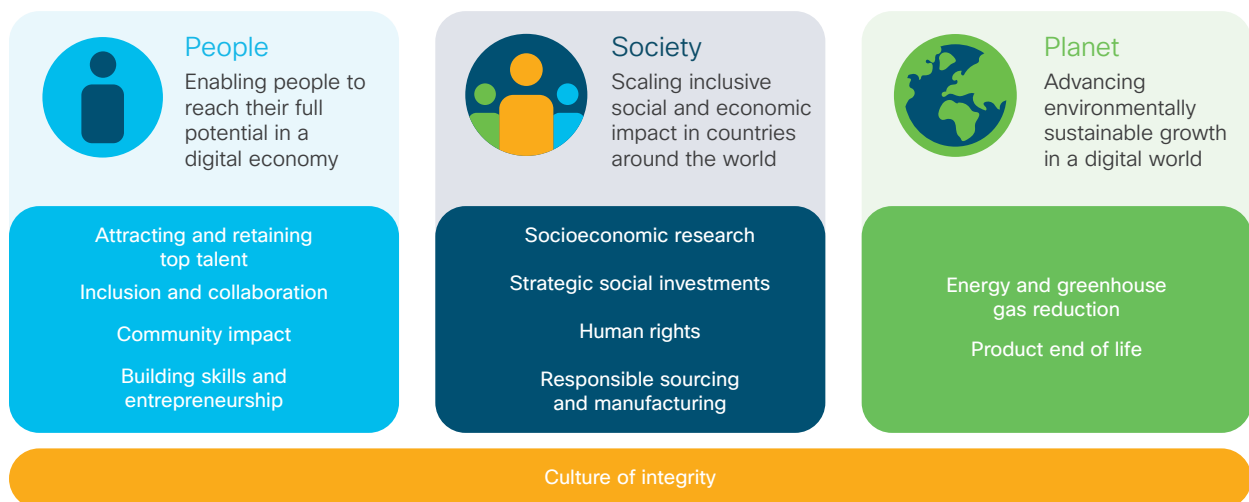 People
Enabling people to
reach their full
potential in a
digital economy
Attracting and retaining
top talent
Inclusion and collaboration
Community impact
Building skills and
entrepreneurship
Society
Scaling inclusive
social and economic
impact in countries
around the world
Socioeconomic research
Strategic social investments
Human rights
Responsible sourcing
and manufacturing
Planet
Advancing
environmentally
sustainable growth
in a digital world
Energy and greenhouse
gas reduction
Product end of life
Culture of integrity